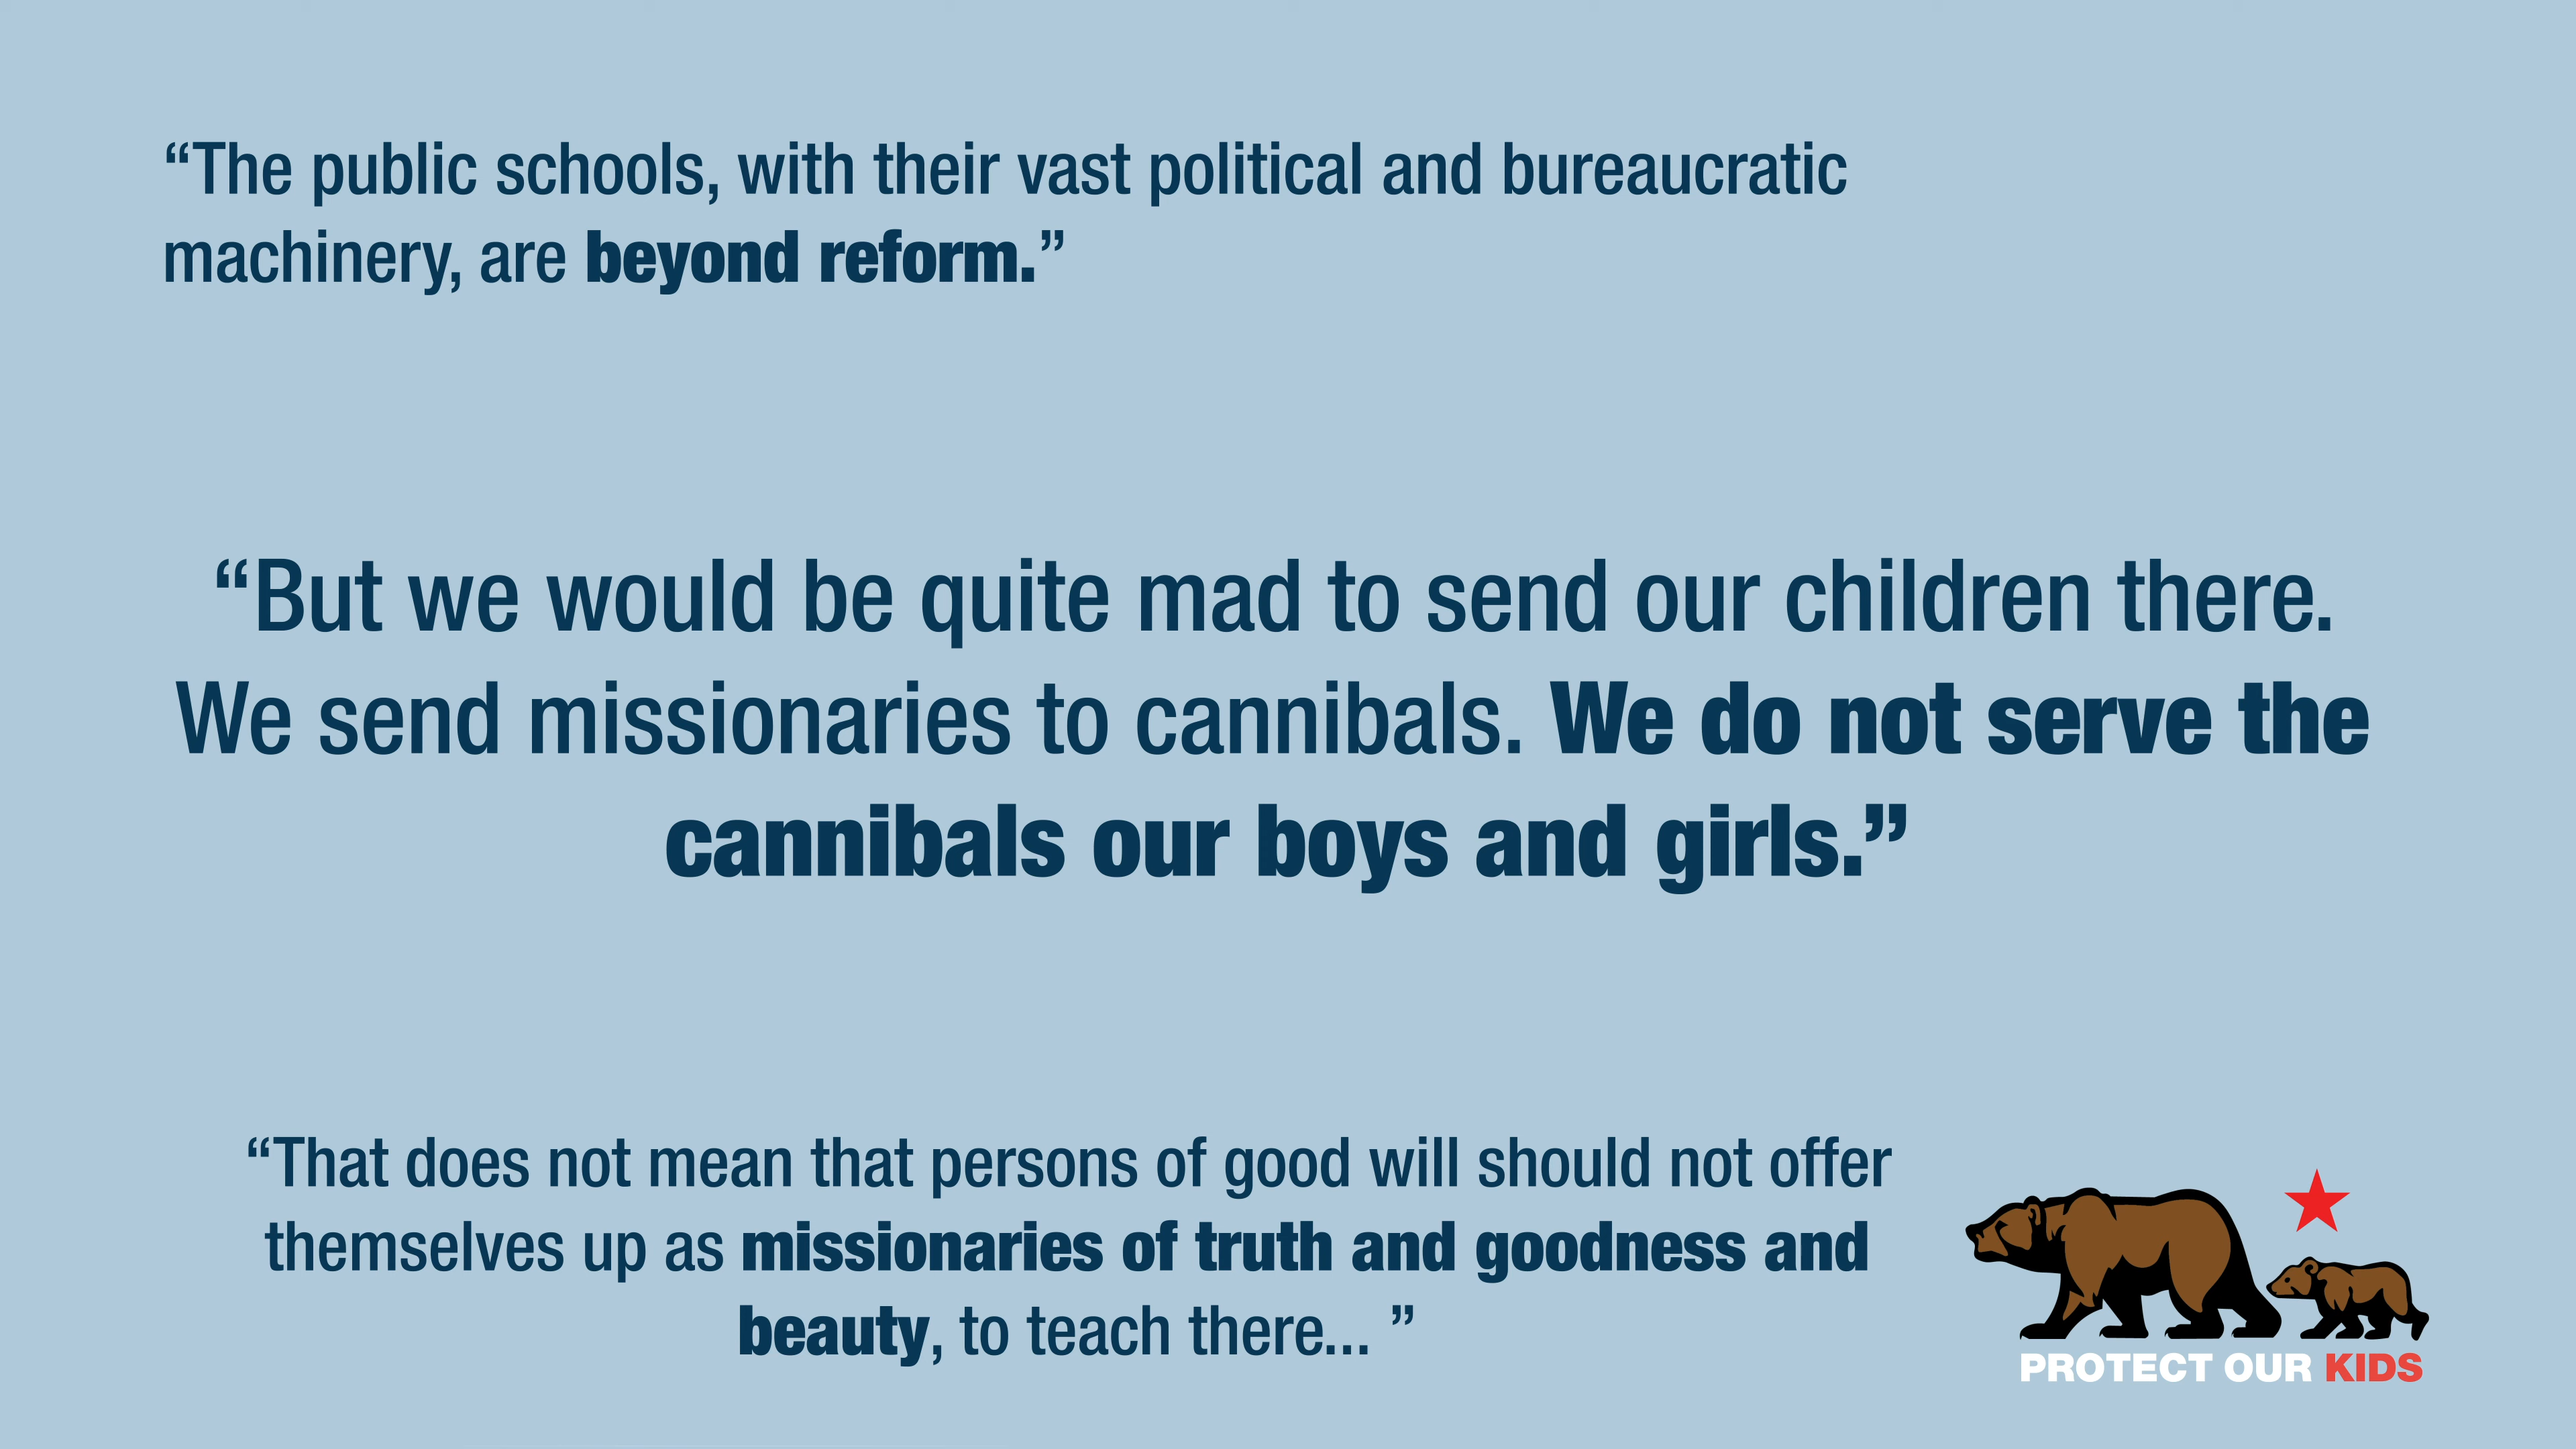 “The public schools, with their vast political and bureaucratic
machinery, are beyond reform.”
“But we would be quite mad to send our children there.
We send missionaries to cannibals. We do not serve the
cannibals our boys and girls.”
“That does not mean that persons of good will should not offer
themselves up as missionaries of truth and goodness and
beauty, to teach there... ”
PROTECT OUR KIDS